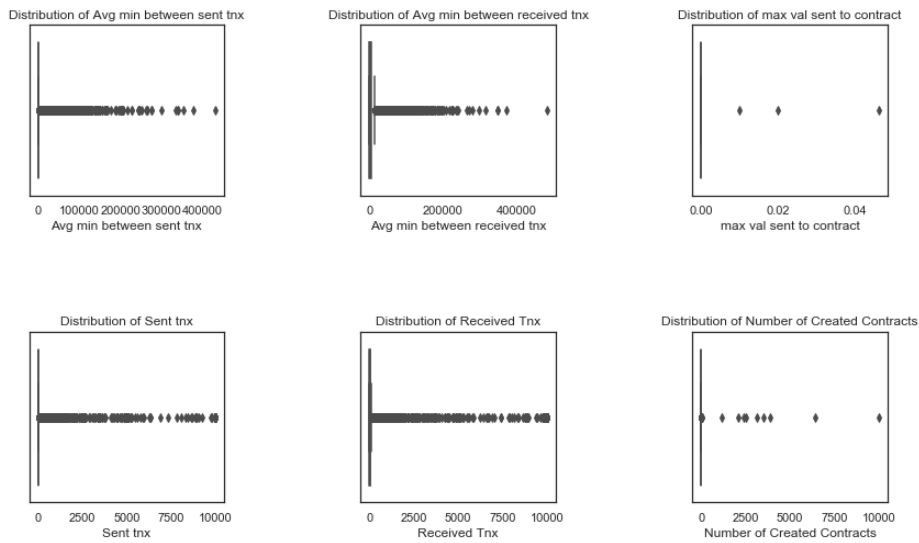 Distribution of Avg min between sent tnx
0 100000 200000 300000 400000
Avg min between sent tnx
Distribution of Avg min between received tnx
0 200000 400000
Avg min between received tnx
Distribution of max val sent to contract
0.00 0.02 0.04
max val sent to contract
Distribution of Sent tnx
0 2500 5000 7500 10000
Sent tnx
Distribution of Received Tnx
0 2500 5000 7500 10000
Received Tnx
Distribution of Number of Created Contracts
0 2500 5000 7500 10000
Number of Created Contracts